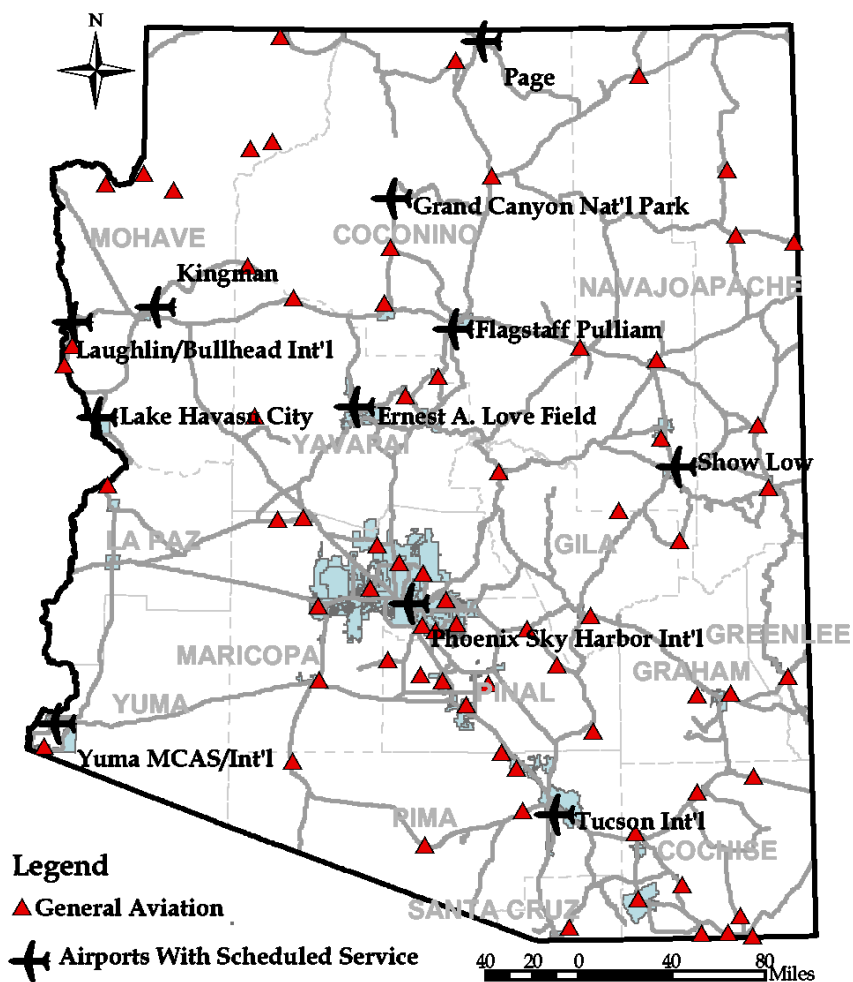 N
Page
Grand Canyon Nat'l Park
MOHAVE
COCONINO
Kingman
NAVAJO
APACHE
Flagstaff Pulliam
Laughlin/Bullhead Int'l
Lake Havasu City
Ernest A. Love Field
YAVAPAI
Show Low
LA PAZ
GILA
Phoenix Sky Harbor Int'l
GREENLEE
MARICOPA
GRAHAM
PINAL
YUMA
Yuma MCAS/Int'l
Tucson Int'l
PIMA
COCHISE
Legend
General Aviation
SANTA CRUZ
Airports With Scheduled Service
40 20 0 40 80
Miles